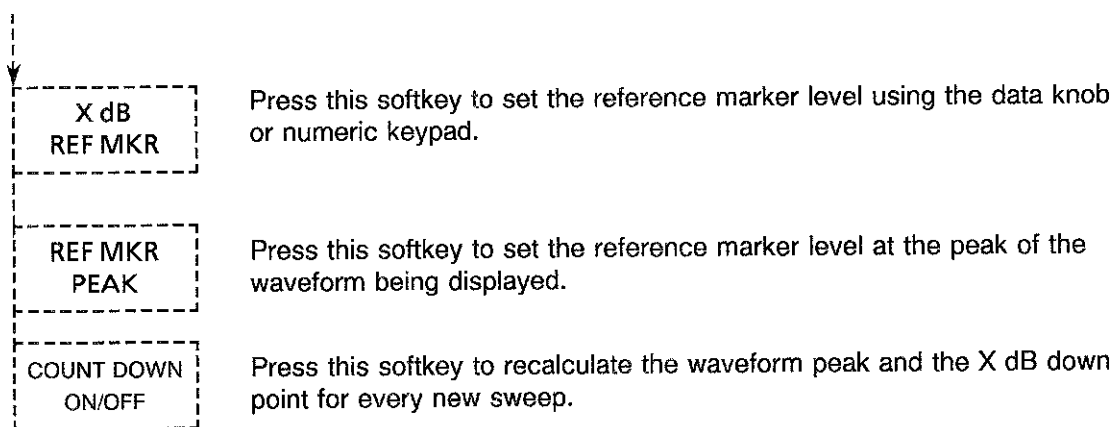 X dB
REF MKR
Press this softkey to set the reference marker level using the data knob
or numeric keypad.
REF MKR
PEAK
Press this softkey to set the reference marker level at the peak of the
waveform being displayed.
COUNT DOWN
ON/OFF
Press this softkey to recalculate the waveform peak and the X dB down
point for every new sweep.